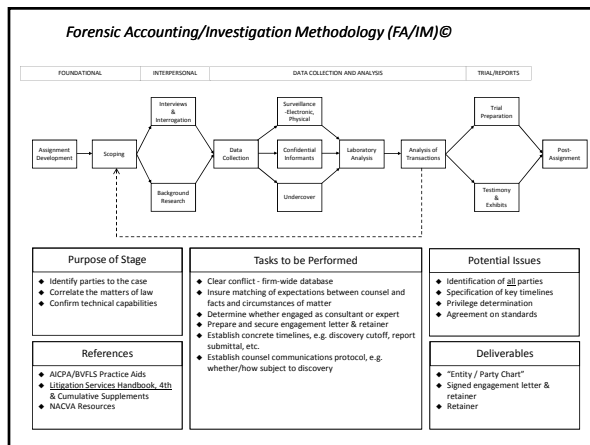 Forensic Accounting/Investigation Methodology (FA/IM)©
FOUNDATIONAL
INTERPERSONAL
DATA COLLECTION AND ANALYSIS
TRIAL/REPORTS
Assignment
Development
Scoping
Interviews
&
Interrogation
Background
Research
Data
Collection
Surveillance
-Electronic,
Physical
Confidential
Informants
Undercover
Laboratory
Analysis
Analysis of
Transactions
Trial
Preparation
Testimony
&
Exhibits
Post-
Assignment
Purpose of Stage
◆ Identify parties to the case
◆ Correlate the matters of law
◆ Confirm technical capabilities
References
◆ AICPA/BVFLS Practice Aids
◆ Litigation Services Handbook, 4th
& Cumulative Supplements
◆ NACVA Resources
Tasks to be Performed
◆ Clear conflict - firm-wide database
◆ Insure matching of expectations between counsel and
facts and circumstances of matter
◆ Determine whether engaged as consultant or expert
◆ Prepare and secure engagement letter & retainer
◆ Establish concrete timelines, e.g. discovery cutoff, report
submittal, etc.
◆ Establish counsel communications protocol, e.g.
whether/how subject to discovery
Potential Issues
◆ Identification of all parties
◆ Specification of key timelines
◆ Privilege determination
◆ Agreement on standards
Deliverables
◆ “Entity / Party Chart”
◆ Signed engagement letter &
retainer
◆ Retainer